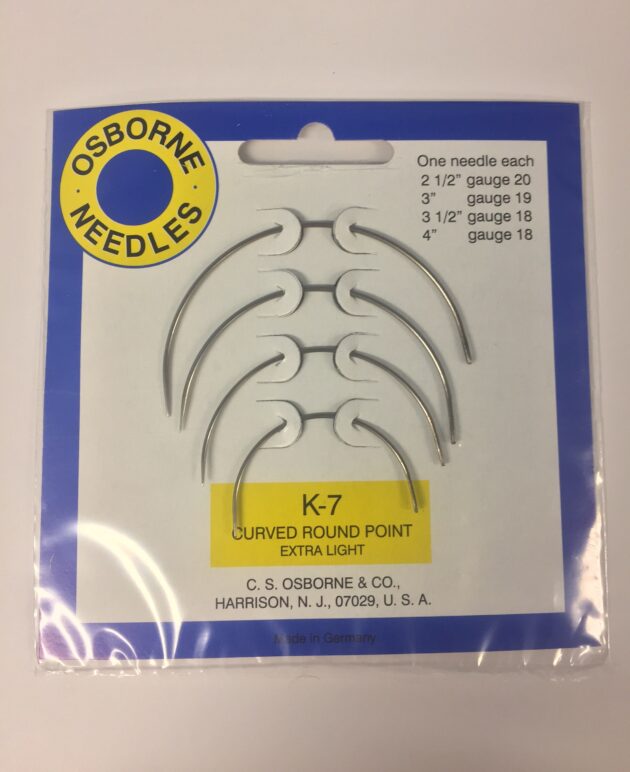 OSBORNE
NEEDLES
One needle each
2 1/2” gauge 20
3” gauge 19
3 1/2” gauge 18
4” gauge 18
K-7
CURVED ROUND POINT
EXTRA LIGHT
C. S. OSBORNE & CO.,
HARRISON, N. J., 07029, U. S. A.
Made in Germany